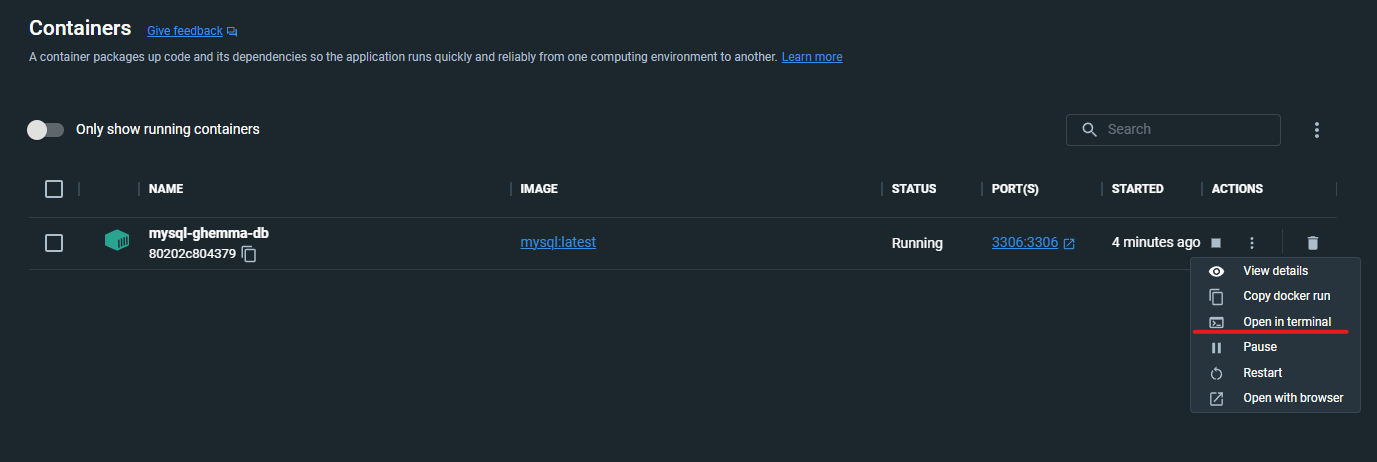 Containers Give feedback
A container packages up code and its dependencies so the application runs quickly and reliably from one computing environment to another. Learn more
Only show running containers
Search
NAME IMAGE STATUS PORT(S) STARTED ACTIONS
mysql-ghemma-db
80202c804379
mysql:latest Running 3306:3306 4 minutes ago
View details
Copy docker run
Open in terminal
Pause
Restart
Open with browser